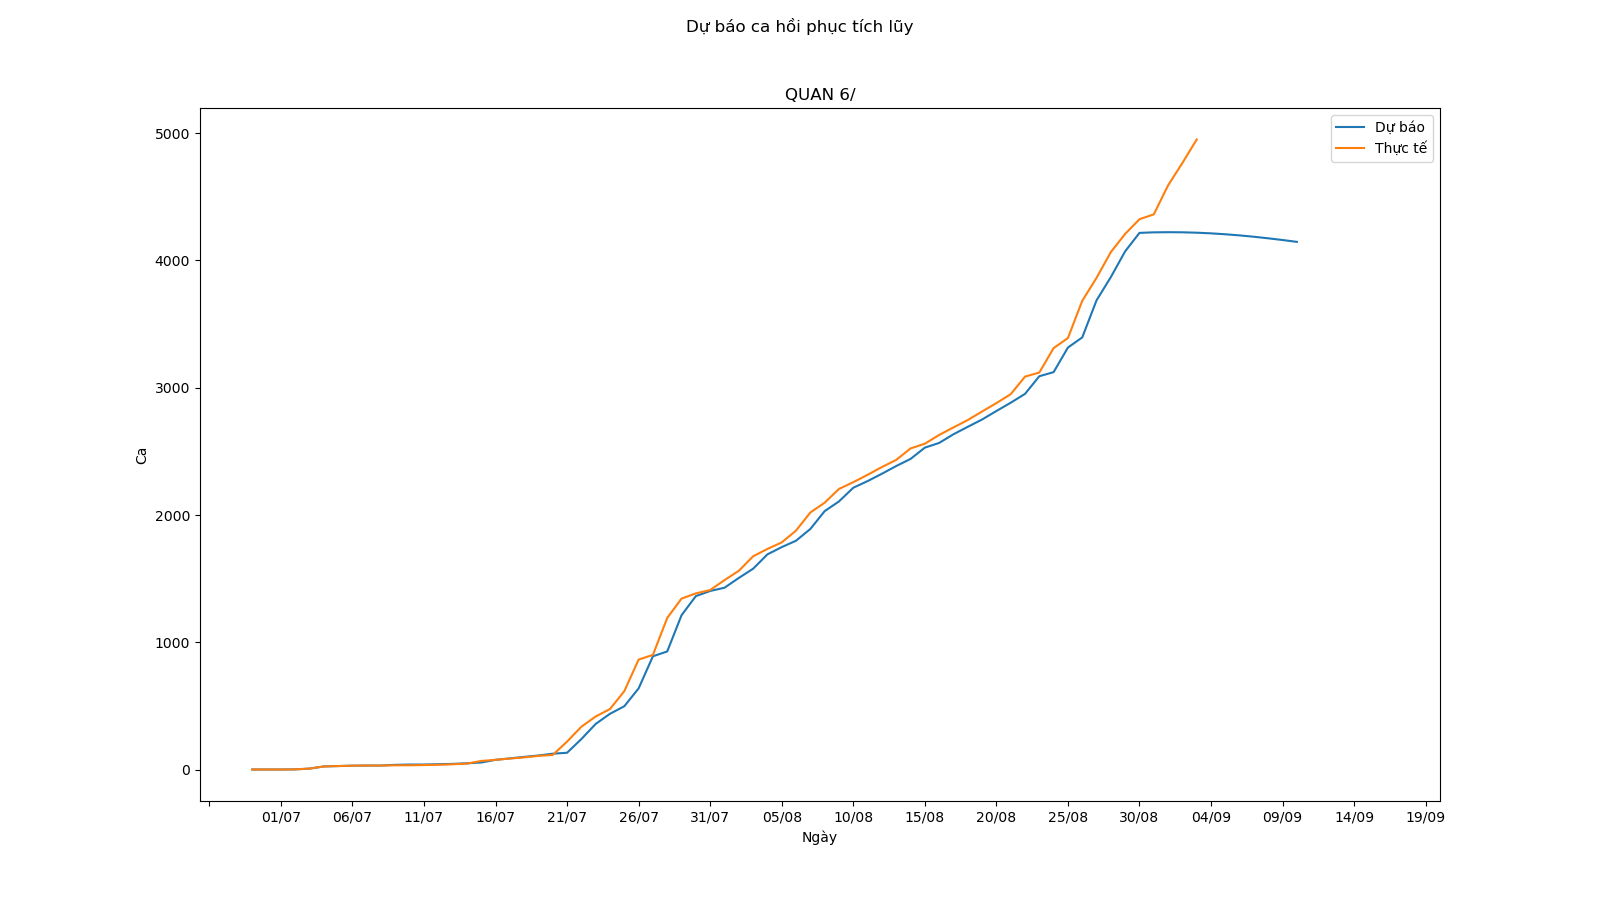 Dự báo ca hồi phục tích lũy
QUAN 6/
Dự báo
Thực tế
5000
4000
3000
2000
1000
0
Ca
01/07 06/07 11/07 16/07 21/07 26/07 31/07 05/08 10/08 15/08 20/08 25/08 30/08 04/09 09/09 14/09 19/09
Ngày